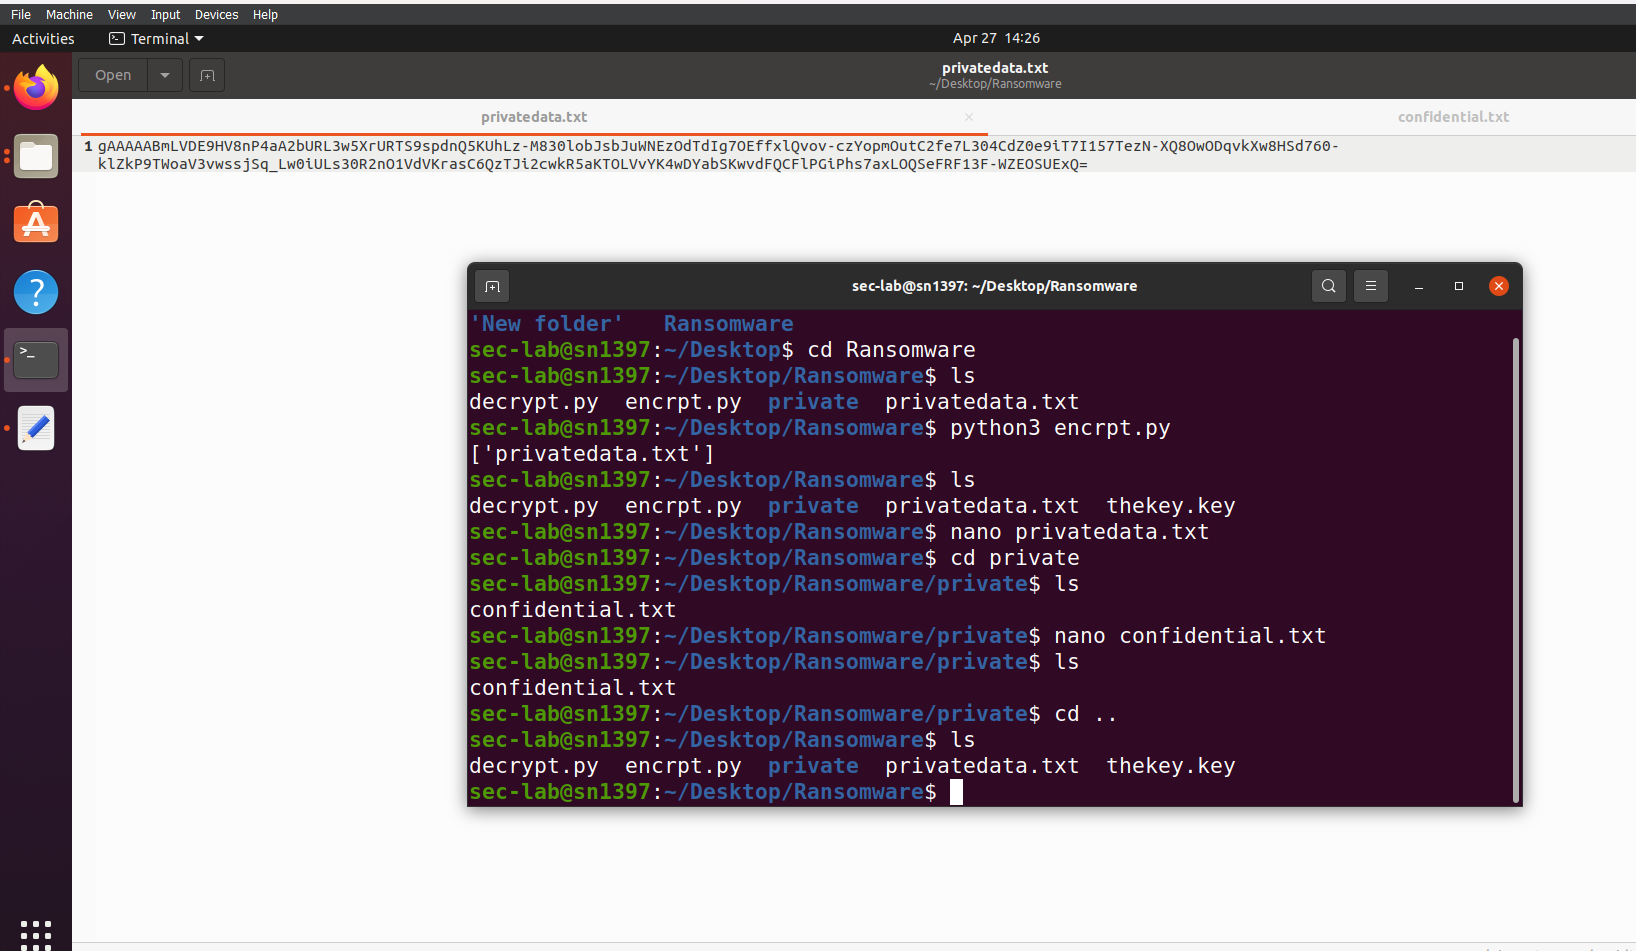 File Machine View Input Devices Help
Activities Terminal Apr 27 14:26
Open privatedata.txt
~/Desktop/Ransomware
privatedata.txt × confidential.txt
1 gAAAAABmLVDE9HV8nP4aA2bURL3w5XrURTS9spdnQ5KUhLz-M830lobJsbJuWNEzOdTdIg7OEffxlQvov-czYopmOutC2fe7L304CdZ0e9iT7I157TezN-XQ8OwODqvkXw8HSd760-
klZkP9TWoaV3vwssjSq_Lw0iULs30R2nO1VdVKrasC6QzTJi2cwkR5aKTOLVvYK4wDYabSKwvdFQCFlPGiPhs7axLOQSeFRF13F-WZEOSUExQ=
sec-lab@sn1397: ~/Desktop/Ransomware
'New folder' Ransomware
sec-lab@sn1397:~/Desktop$ cd Ransomware
sec-lab@sn1397:~/Desktop/Ransomware$ ls
decrypt.py encrpt.py private privatedata.txt
sec-lab@sn1397:~/Desktop/Ransomware$ python3 encrpt.py
['privatedata.txt']
sec-lab@sn1397:~/Desktop/Ransomware$ ls
decrypt.py encrpt.py private privatedata.txt thekey.key
sec-lab@sn1397:~/Desktop/Ransomware$ nano privatedata.txt
sec-lab@sn1397:~/Desktop/Ransomware$ cd private
sec-lab@sn1397:~/Desktop/Ransomware/private$ ls
confidential.txt
sec-lab@sn1397:~/Desktop/Ransomware/private$ nano confidential.txt
sec-lab@sn1397:~/Desktop/Ransomware/private$ ls
confidential.txt
sec-lab@sn1397:~/Desktop/Ransomware/private$ cd ..
sec-lab@sn1397:~/Desktop/Ransomware$ ls
decrypt.py encrpt.py private privatedata.txt thekey.key
sec-lab@sn1397:~/Desktop/Ransomware$